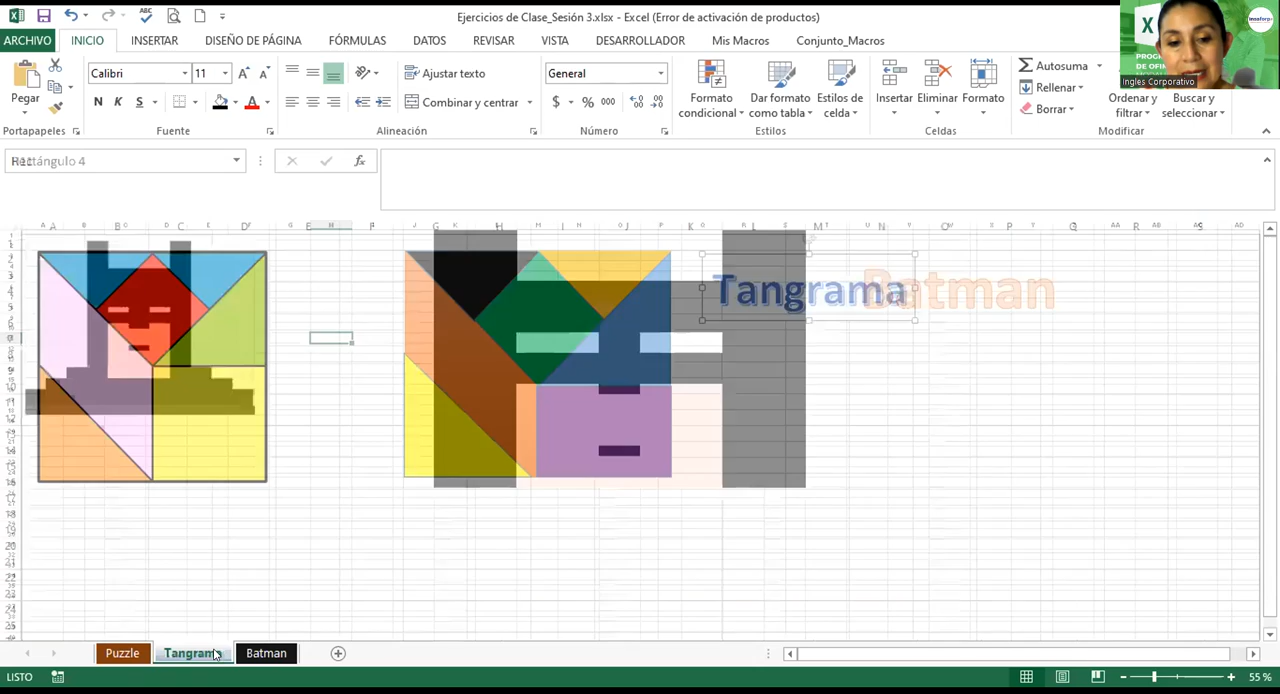 Ejercicios de Clase_Sesión 3.xlsx - Excel (Error de activación de productos)
ARCHIVO INICIO INSERTAR DISEÑO DE PÁGINA FÓRMULAS DATOS REVISAR VISTA DESARROLLADOR Mis Macros Conjunto_Macros
Calibri 11 Ajustar texto General Autosuma
Ingles Corporativo
Pegar N K S Combinar y centrar $ % 000 Formato condicional Dar formato como tabla Estilos de celda Insertar Eliminar Formato Rellenar Borrar Ordenar y filtrar Buscar y seleccionar
Portapapeles Fuente Alineación Número Estilos Celdas Modificar
Rectángulo 4 fx
Tangrama Batman
Puzzle Tangrama Batman
LISTO 55 %